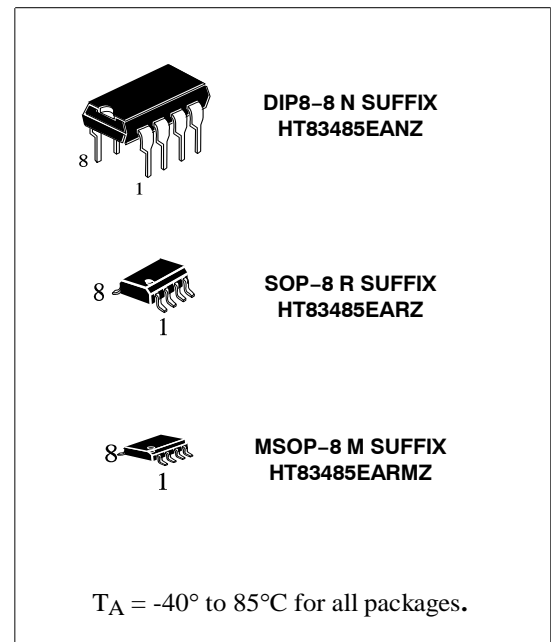 DIP8–8 N SUFFIX
HT83485EANZ
8
1
SOP–8 R SUFFIX
HT83485EARZ
8
1
MSOP–8 M SUFFIX
HT83485EARMZ
8
1
TA = -40° to 85°C for all packages.